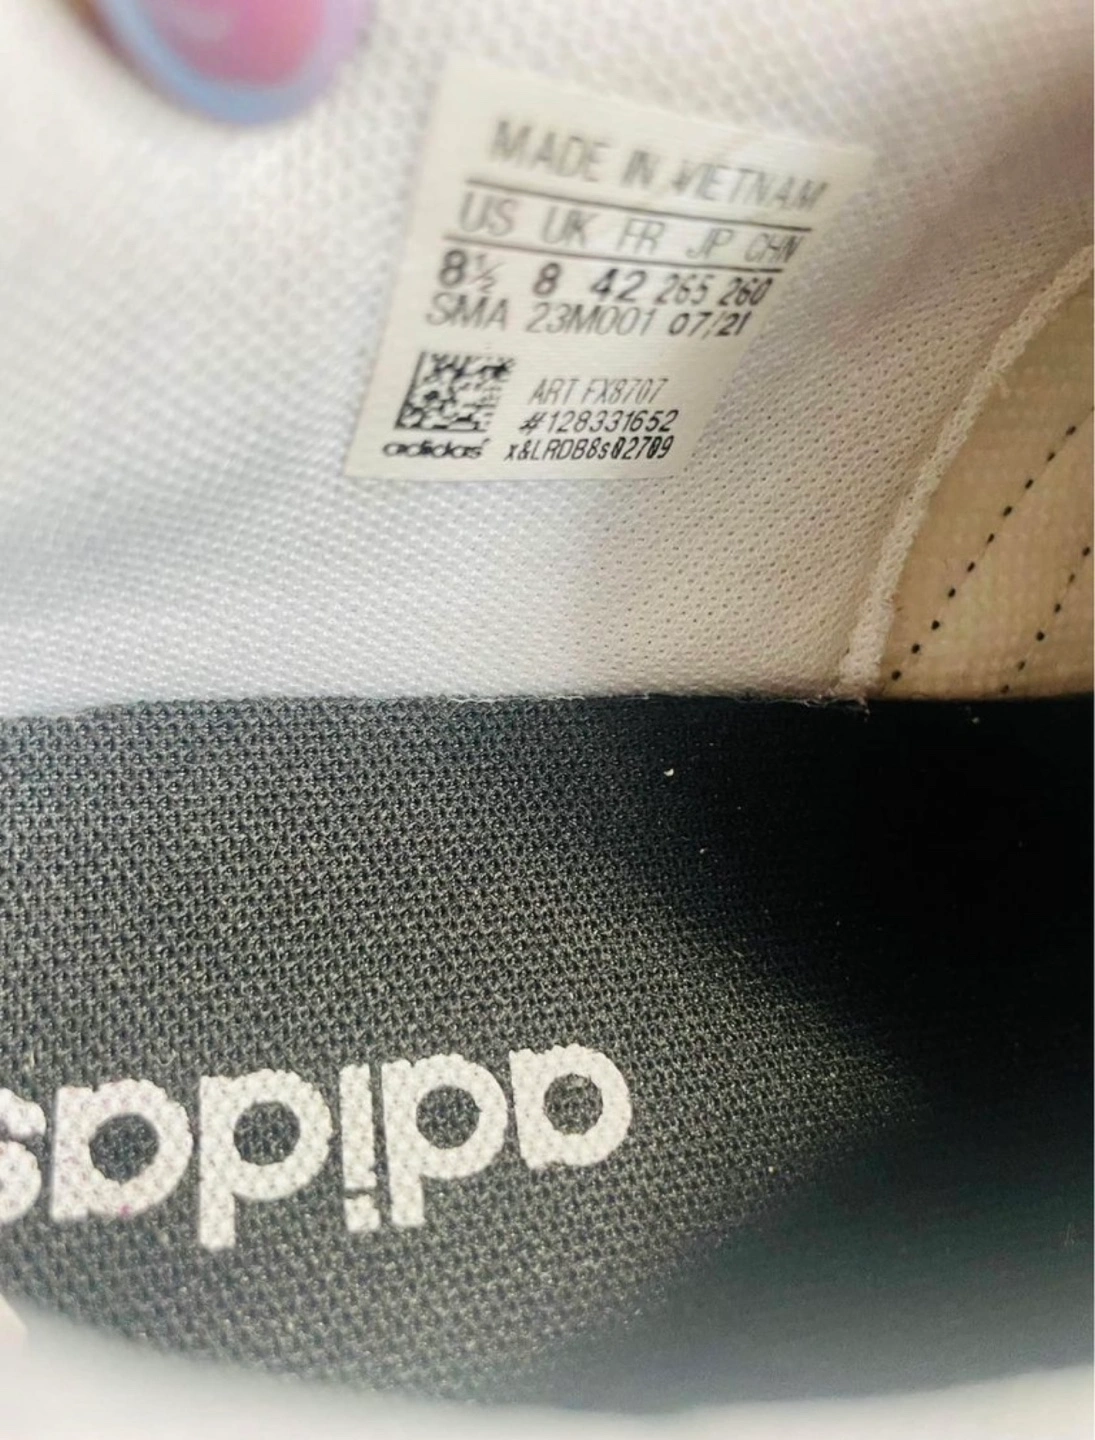 MADE IN VIETNAM
US UK FR JP CHN
8½ 8 42 265 260
SMA 23M001 07/21
ART FX8707
#128331652
adidas x&LRDB8s02709
adidas